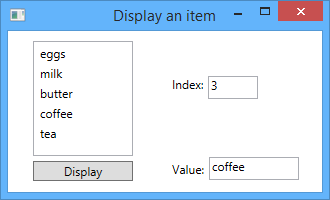 Display an item
eggs
milk
butter
coffee
tea
Display
Index: 3
Value: coffee